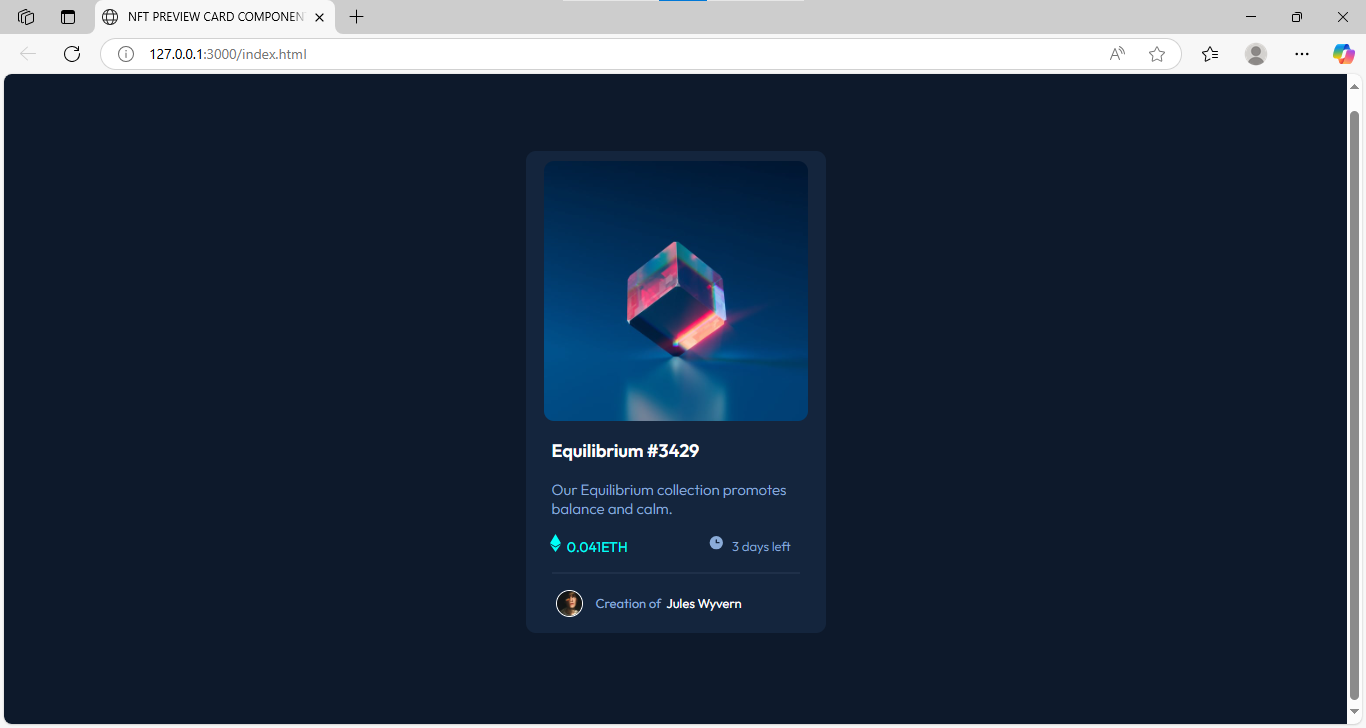 NFT PREVIEW CARD COMPONEN
127.0.0.1:3000/index.html
Equilibrium #3429
Our Equilibrium collection promotes
balance and calm.
0.041ETH 3 days left
Creation of Jules Wyvern